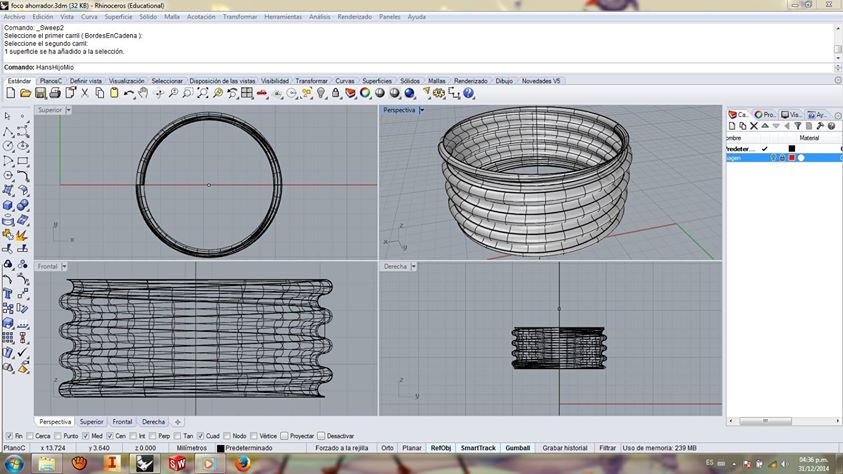 foco ahorrador.3dm (32 KB) - Rhinoceros (Educational)
Archivo Edición Vista Curva Superficie Sólido Malla Acotación Transformar Herramientas Análisis Renderizado Paneles Ayuda
Comando: _Sweep2
Seleccione el primer carril ( BordesEnCadena ):
Seleccione el segundo carril:
1 superficie se ha añadido a la selección.
Comando: HansHijoMio
Estándar PlanosC Definir vista Visualización Seleccionar Disposición de las vistas Visibilidad Transformar Curvas Superficies Sólidos Mallas Renderizado Dibujo Novedades V5
Superior
Perspectiva
Ca... Pro... Vis... Ay...
ombre Material
Predeter...
agen
y
x
z
x
y
Frontal
Derecha
z
x
z
y
Perspectiva Superior Frontal Derecha
Fin Cerca Punto Med Cen Int Perp Tan Cuad Nodo Vértice Proyectar Desactivar
PlanoC x 13.724 y 3.640 z 0.000 Milímetros Predeterminado Forzado a la rejilla Orto Planar RefObj SmartTrack Gumball Grabar historial Filtrar Uso de memoria: 239 MB
ES 04:36 p.m.
31/12/2014